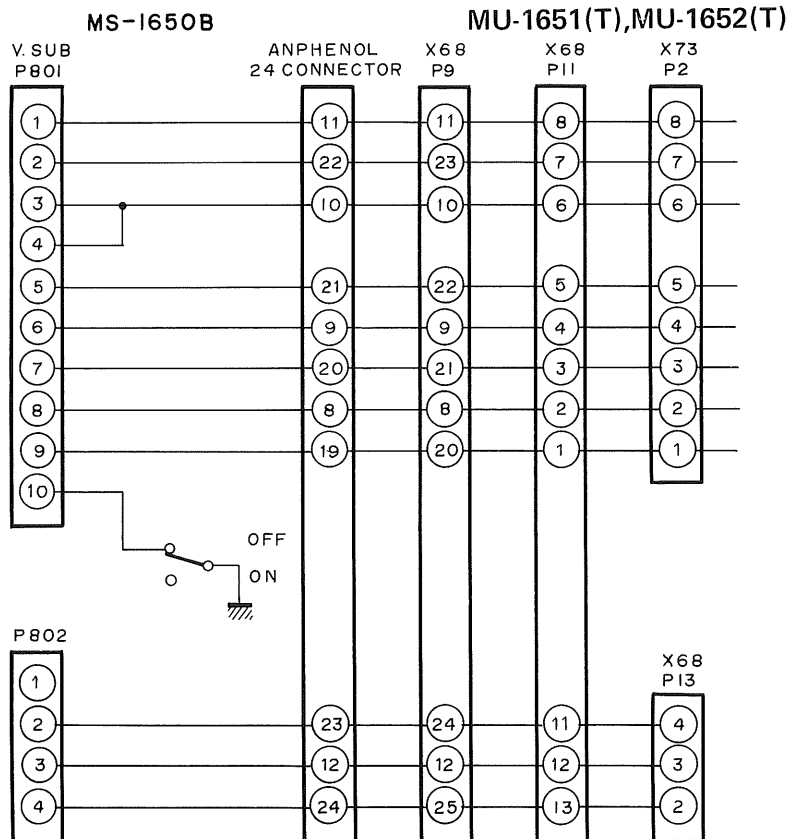 MS-1650B MU-1651(T),MU-1652(T)
V. SUB ANPHENOL X68 X68 X73
P801 24 CONNECTOR P9 P11 P2
1 11 11 8 8
2 22 23 7 7
3 10 10 6 6
4
5 21 22 5 5
6 9 9 4 4
7 20 21 3 3
8 8 8 2 2
9 19 20 1 1
10
OFF
ON
P802
X68
P13
1
2 23 24 11 4
3 12 12 12 3
4 24 25 13 2